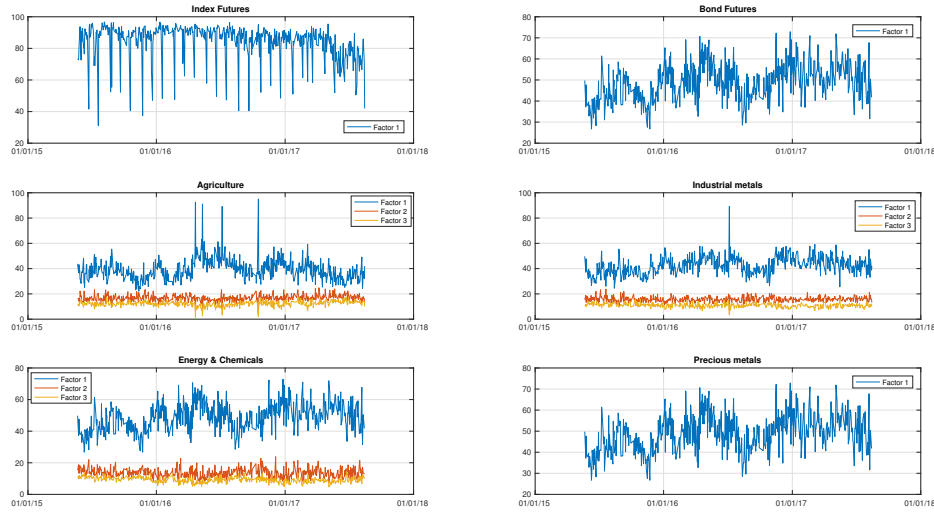 Index Futures
100
80
60
40
20
01/01/15 01/01/16 01/01/17 01/01/18
Factor 1
Bond Futures
80
70
60
50
40
30
20
01/01/15 01/01/16 01/01/17 01/01/18
Factor 1
Agriculture
100
80
60
40
20
0
01/01/15 01/01/16 01/01/17 01/01/18
Factor 1
Factor 2
Factor 3
Industrial metals
100
80
60
40
20
0
01/01/15 01/01/16 01/01/17 01/01/18
Factor 1
Factor 2
Factor 3
Energy & Chemicals
80
60
40
20
0
01/01/15 01/01/16 01/01/17 01/01/18
Factor 1
Factor 2
Factor 3
Precious metals
80
70
60
50
40
30
20
01/01/15 01/01/16 01/01/17 01/01/18
Factor 1